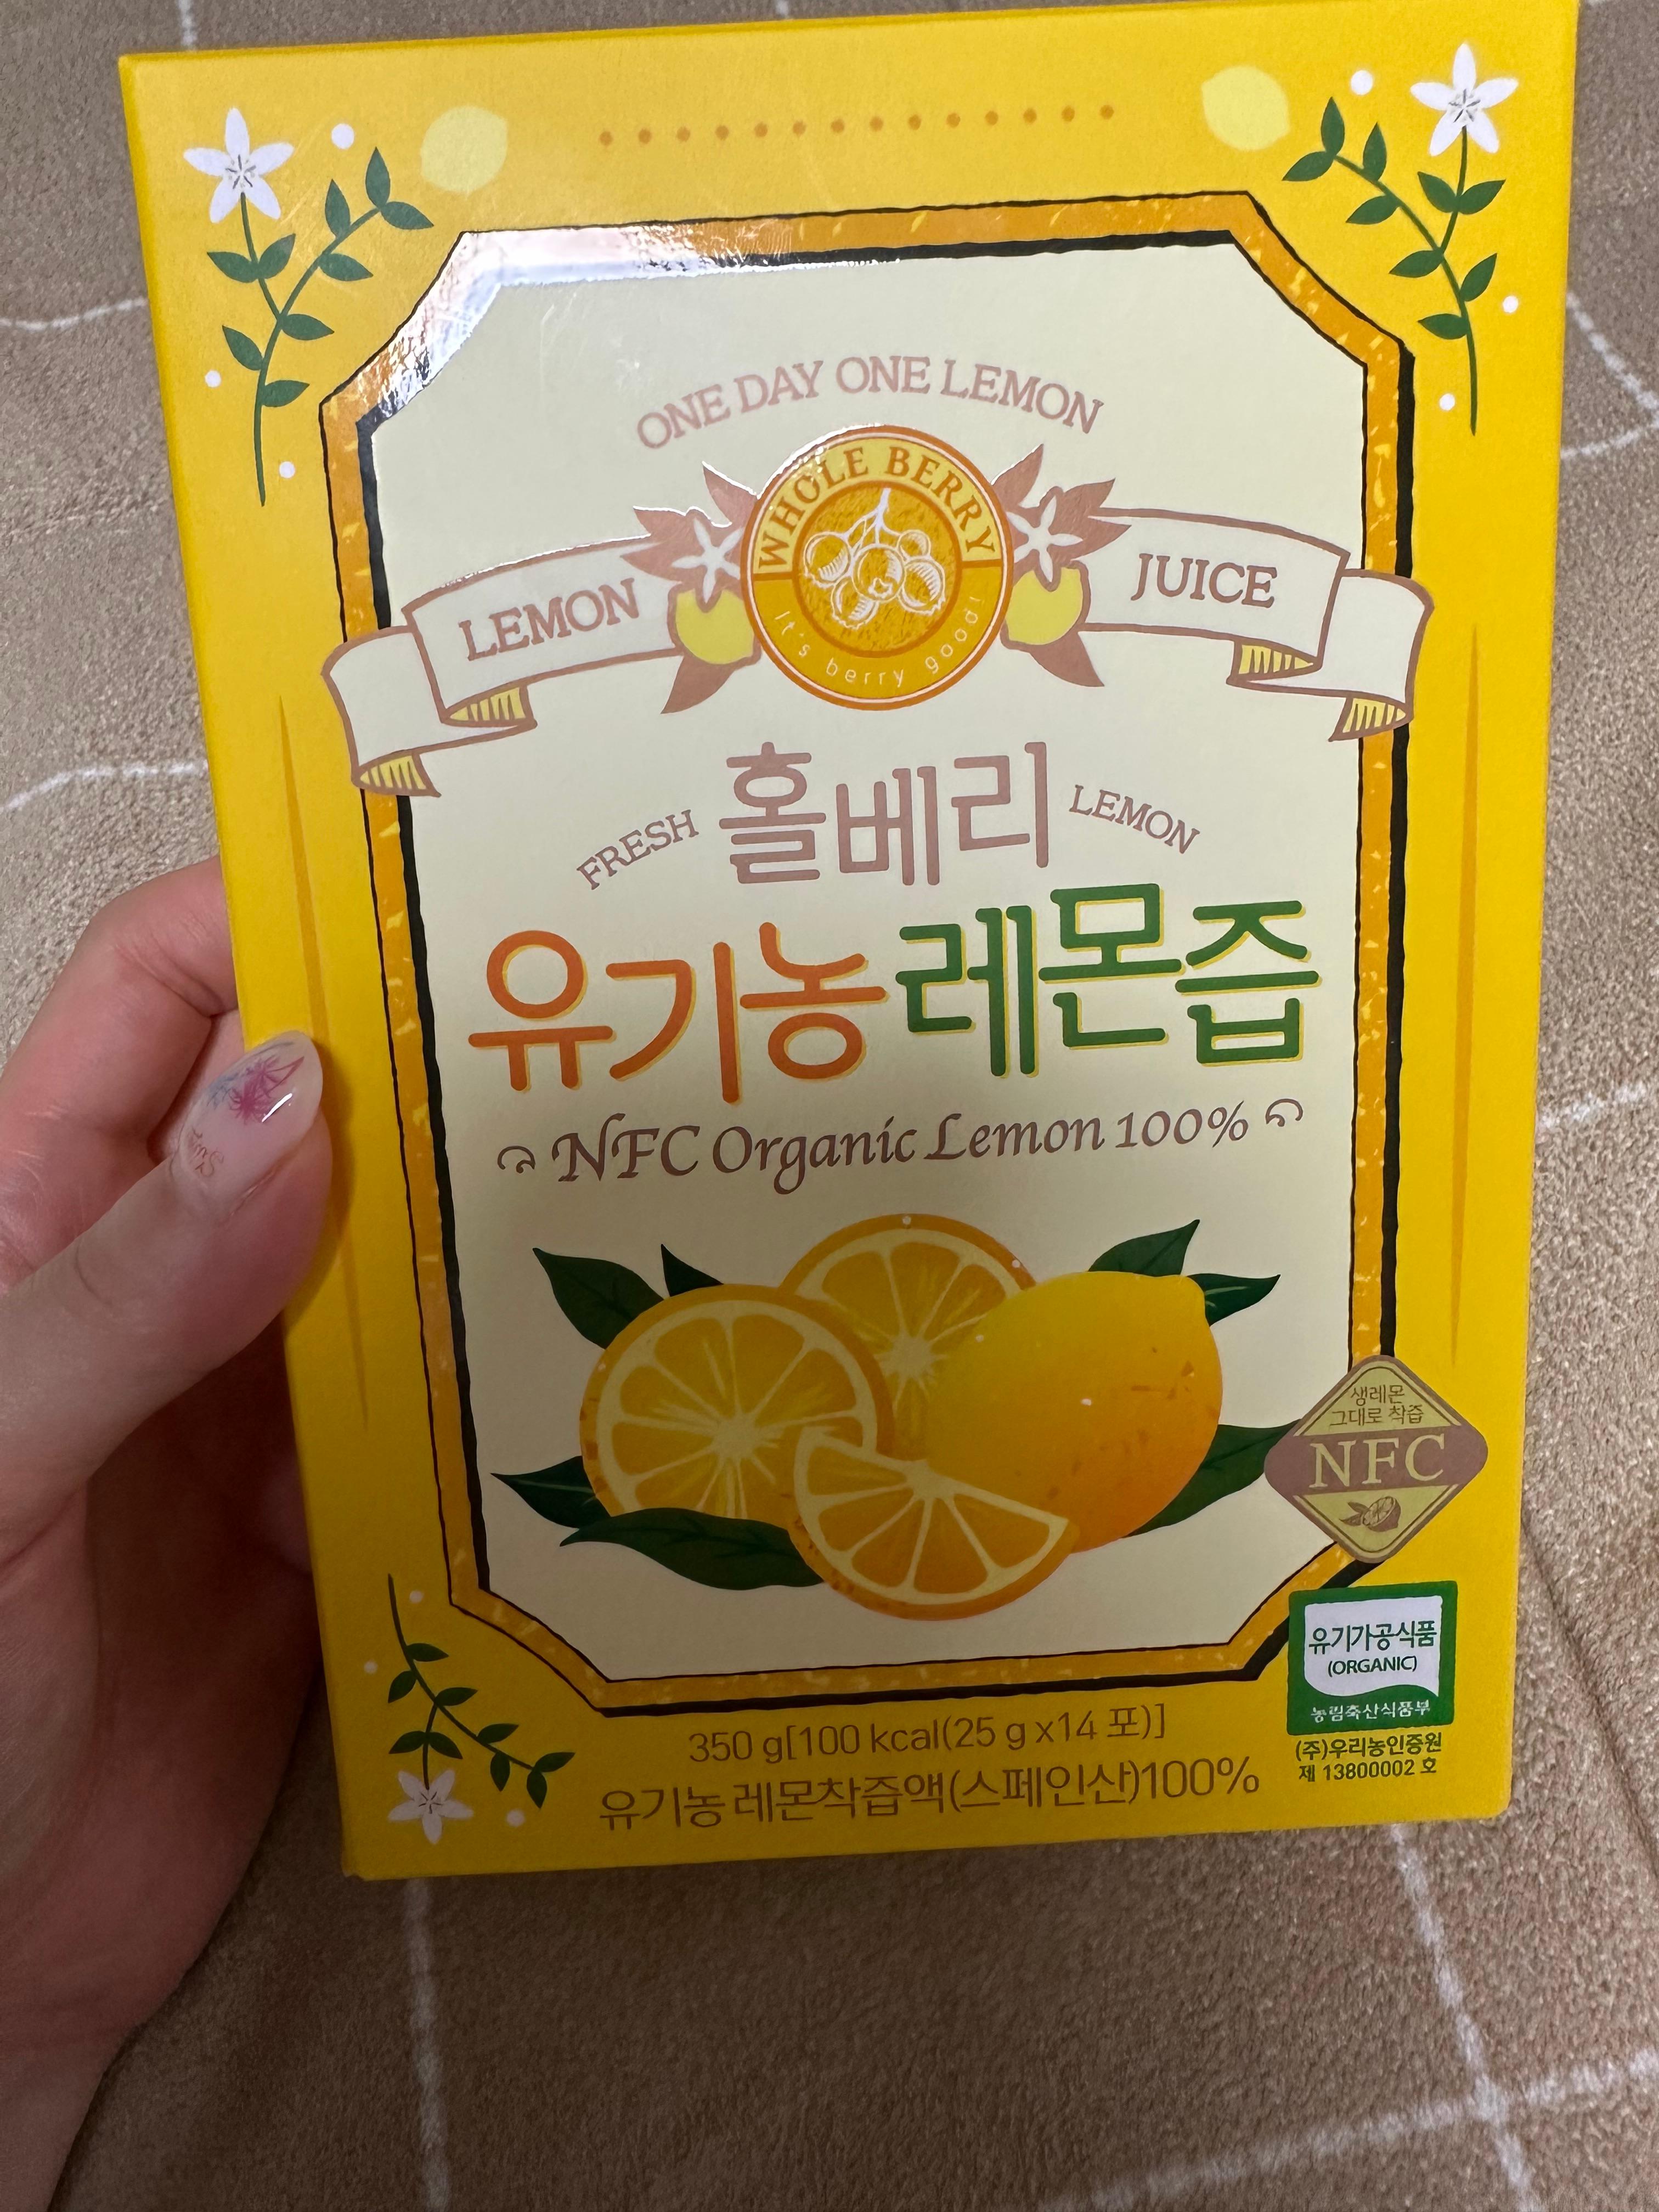 ONE DAY ONE LEMON
WHOLE BERRY
It's berry good!
LEMON JUICE
FRESH 홀베리 LEMON
유기농레몬즙
NFC Organic Lemon 100%
생레몬
그대로 착즙
NFC
유기가공식품
(ORGANIC)
농림축산식품부
(주)우리농인증원
제 13800002 호
350 g[100 kcal(25 g x14 포)]
유기농 레몬착즙액(스페인산)100%